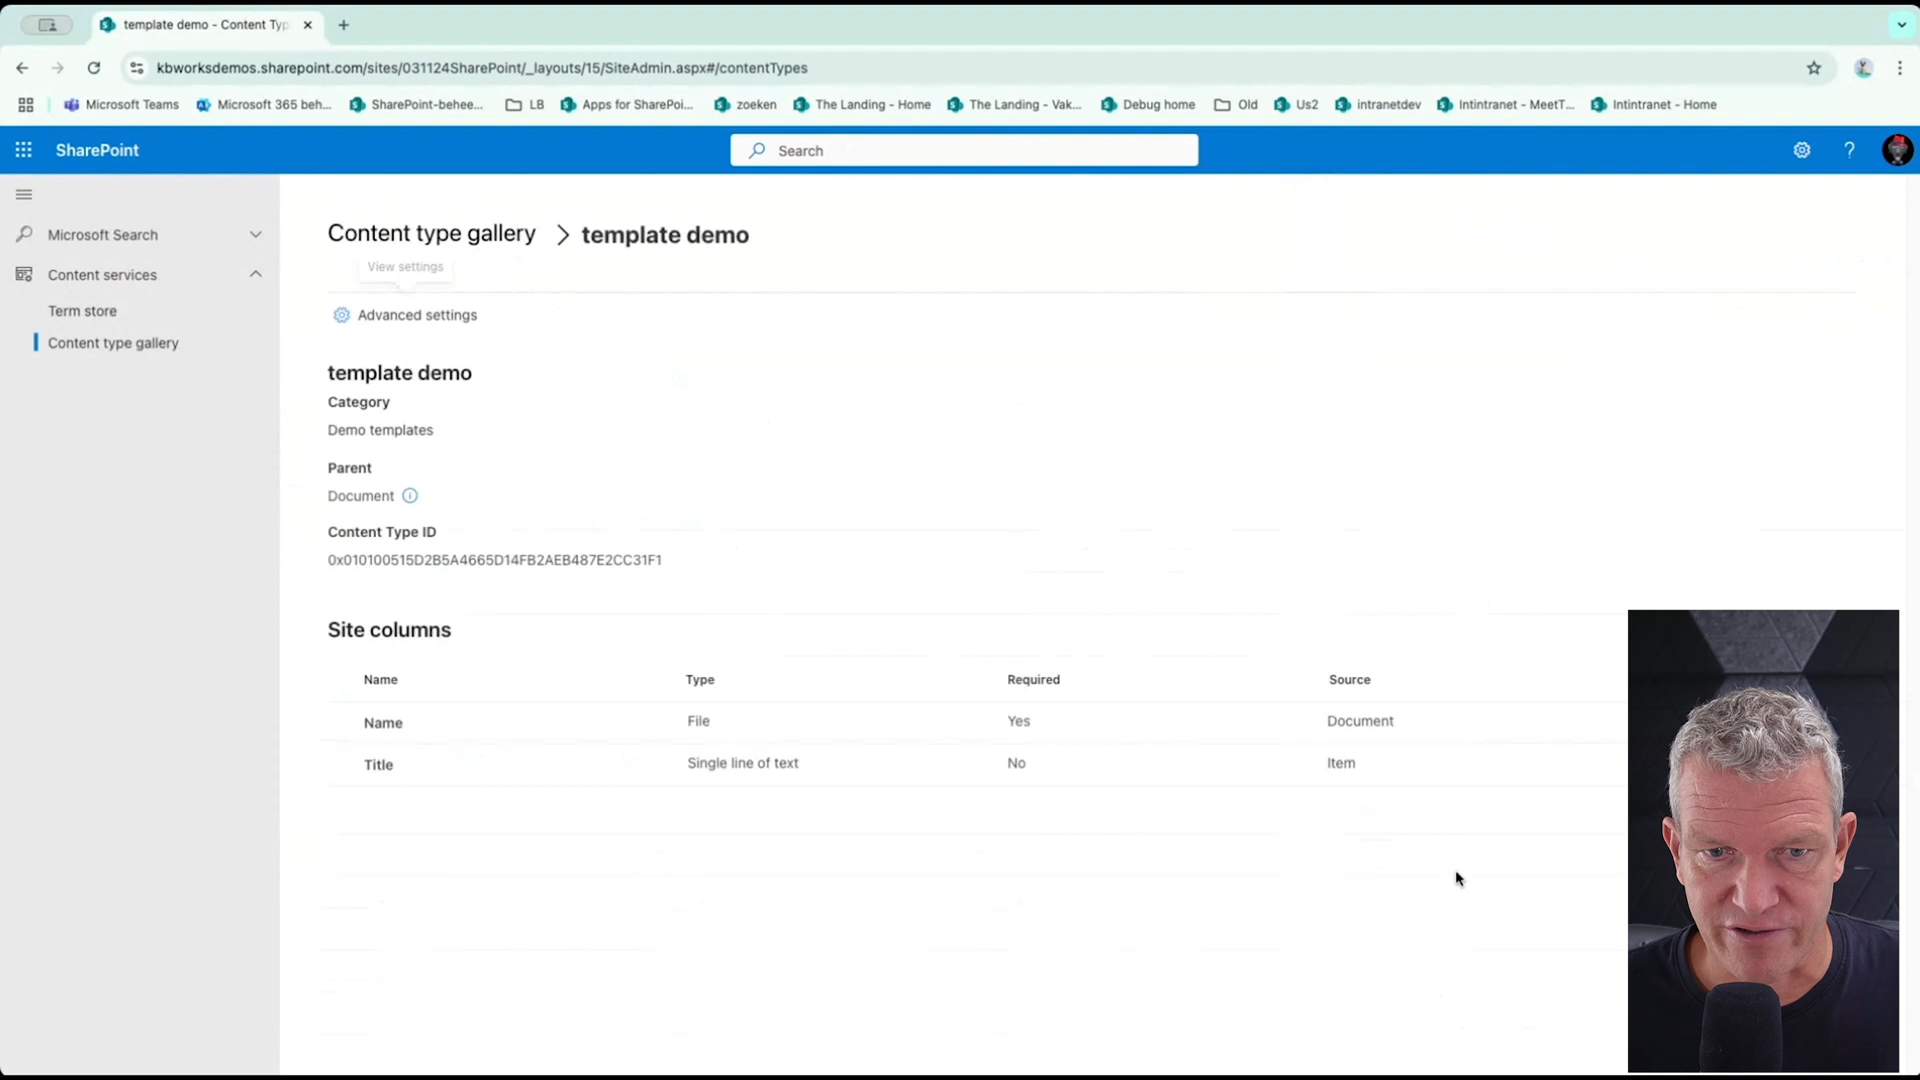 template demo - Content Typ
kbworksdemos.sharepoint.com/sites/031124SharePoint/_layouts/15/SiteAdmin.aspx#/contentTypes
Microsoft Teams
Microsoft 365 beh...
SharePoint-behee...
LB
Apps for SharePoi...
zoeken
The Landing - Home
The Landing - Vak...
Debug home
Old
Us2
intranetdev
Intintranet - MeetT...
Intintranet - Home
SharePoint
Search
?
Microsoft Search
Content services
Term store
Content type gallery
Content type gallery > template demo
View settings
Advanced settings
template demo
Category
Demo templates
Parent
Document
Content Type ID
0x010100515D2B5A4665D14FB2AEB487E2CC31F1
Site columns
Name Type Required Source
Name File Yes Document
Title Single line of text No Item